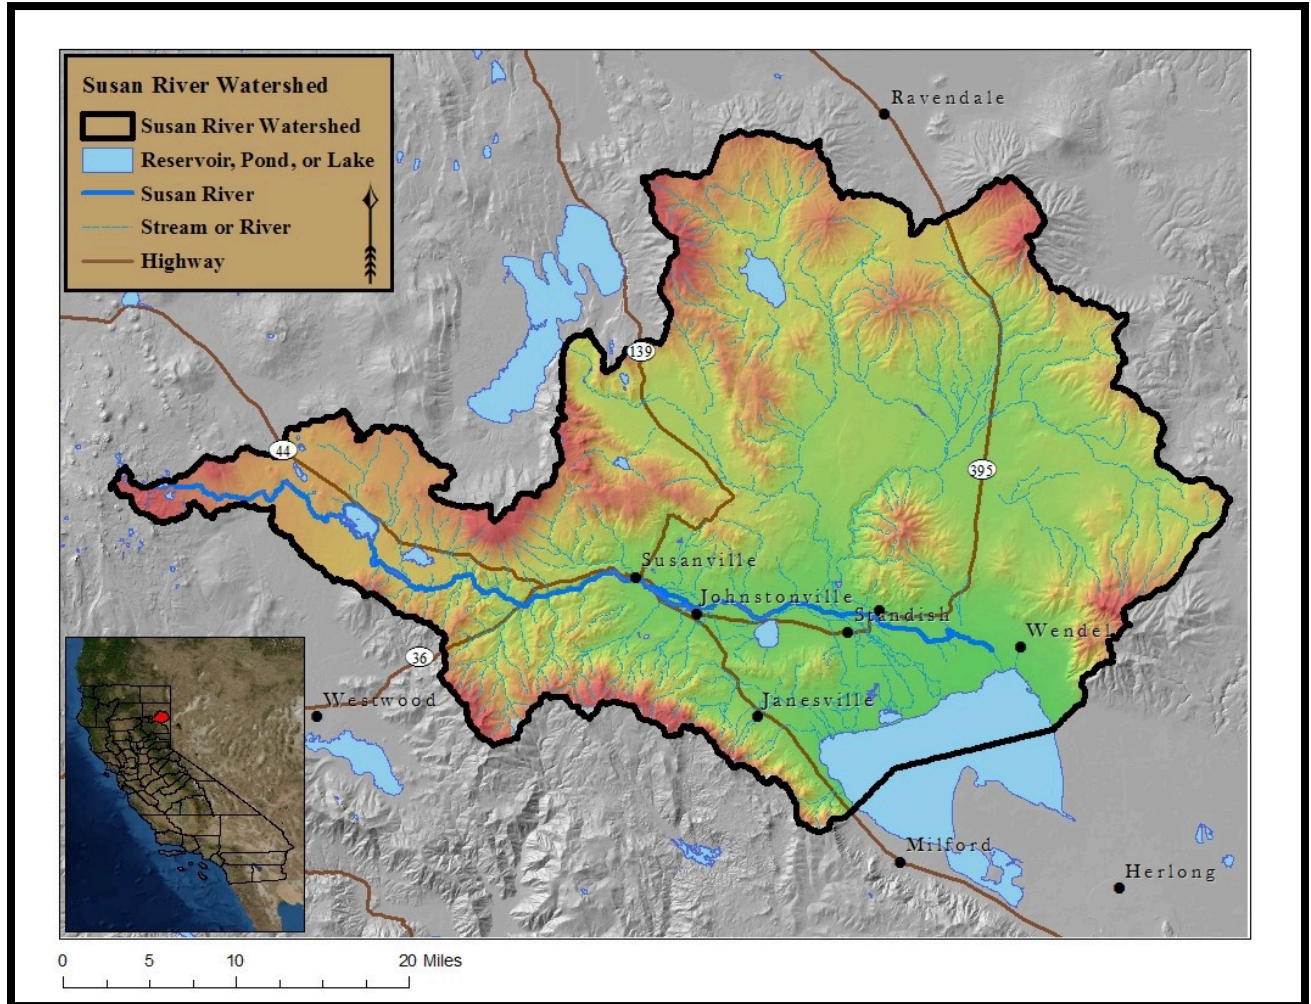 Susan River Watershed
Susan River Watershed
Reservoir, Pond, or Lake
Susan River
Stream or River
Highway
Ravendale
139
44
395
Susanville
Johnstonville
Standish
Wendel
36
Westwood
Janesville
Milford
Herlong
0 5 10 20 Miles